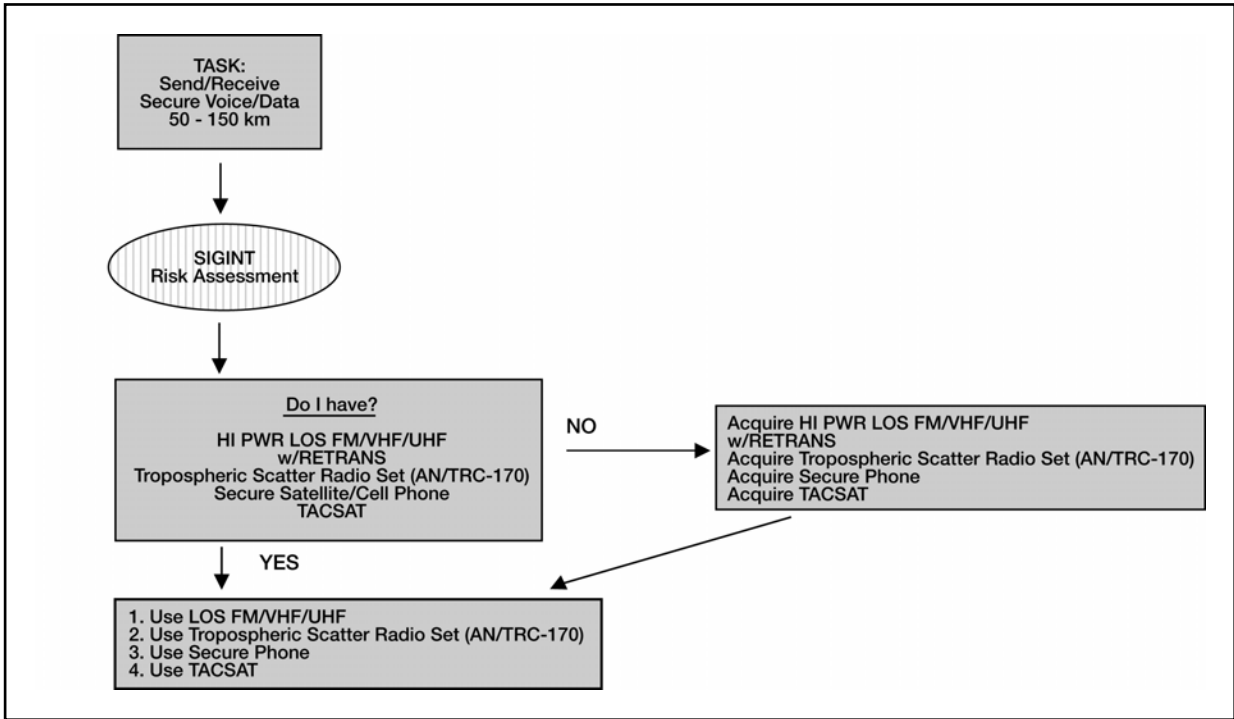 TASK:
Send/Receive
Secure Voice/Data
50 - 150 km
SIGINT
Risk Assessment
Do I have?
HI PWR LOS FM/VHF/UHF
w/RETRANS
Tropospheric Scatter Radio Set (AN/TRC-170)
Secure Satellite/Cell Phone
TACSAT
NO
Acquire HI PWR LOS FM/VHF/UHF
w/RETRANS
Acquire Tropospheric Scatter Radio Set (AN/TRC-170)
Acquire Secure Phone
Acquire TACSAT
YES
1. Use LOS FM/VHF/UHF
2. Use Tropospheric Scatter Radio Set (AN/TRC-170)
3. Use Secure Phone
4. Use TACSAT